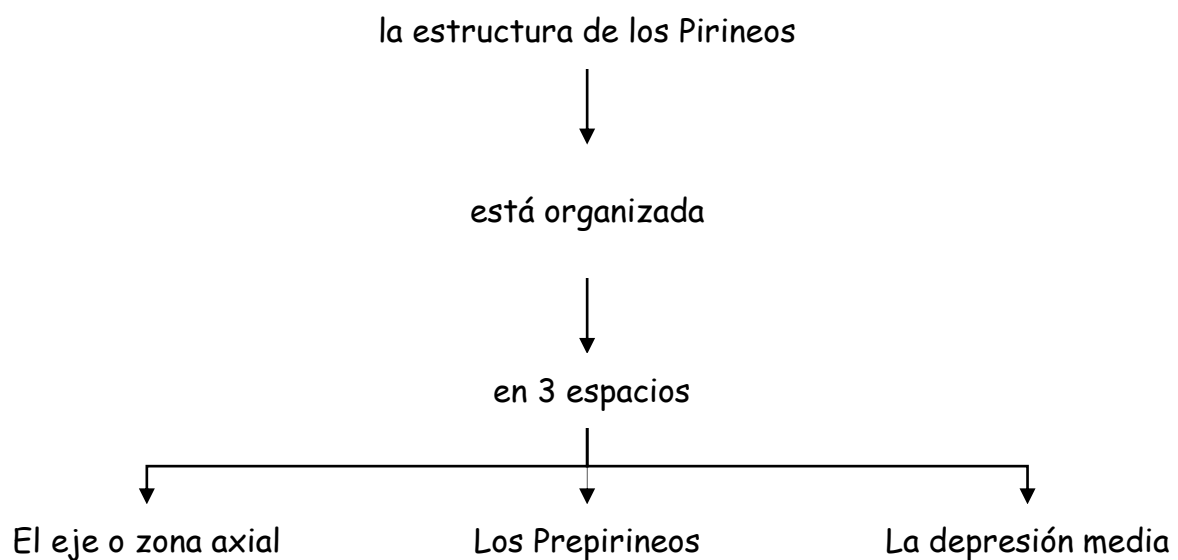 la estructura de los Pirineos
está organizada
en 3 espacios
El eje o zona axial
Los Prepirineos
La depresión media